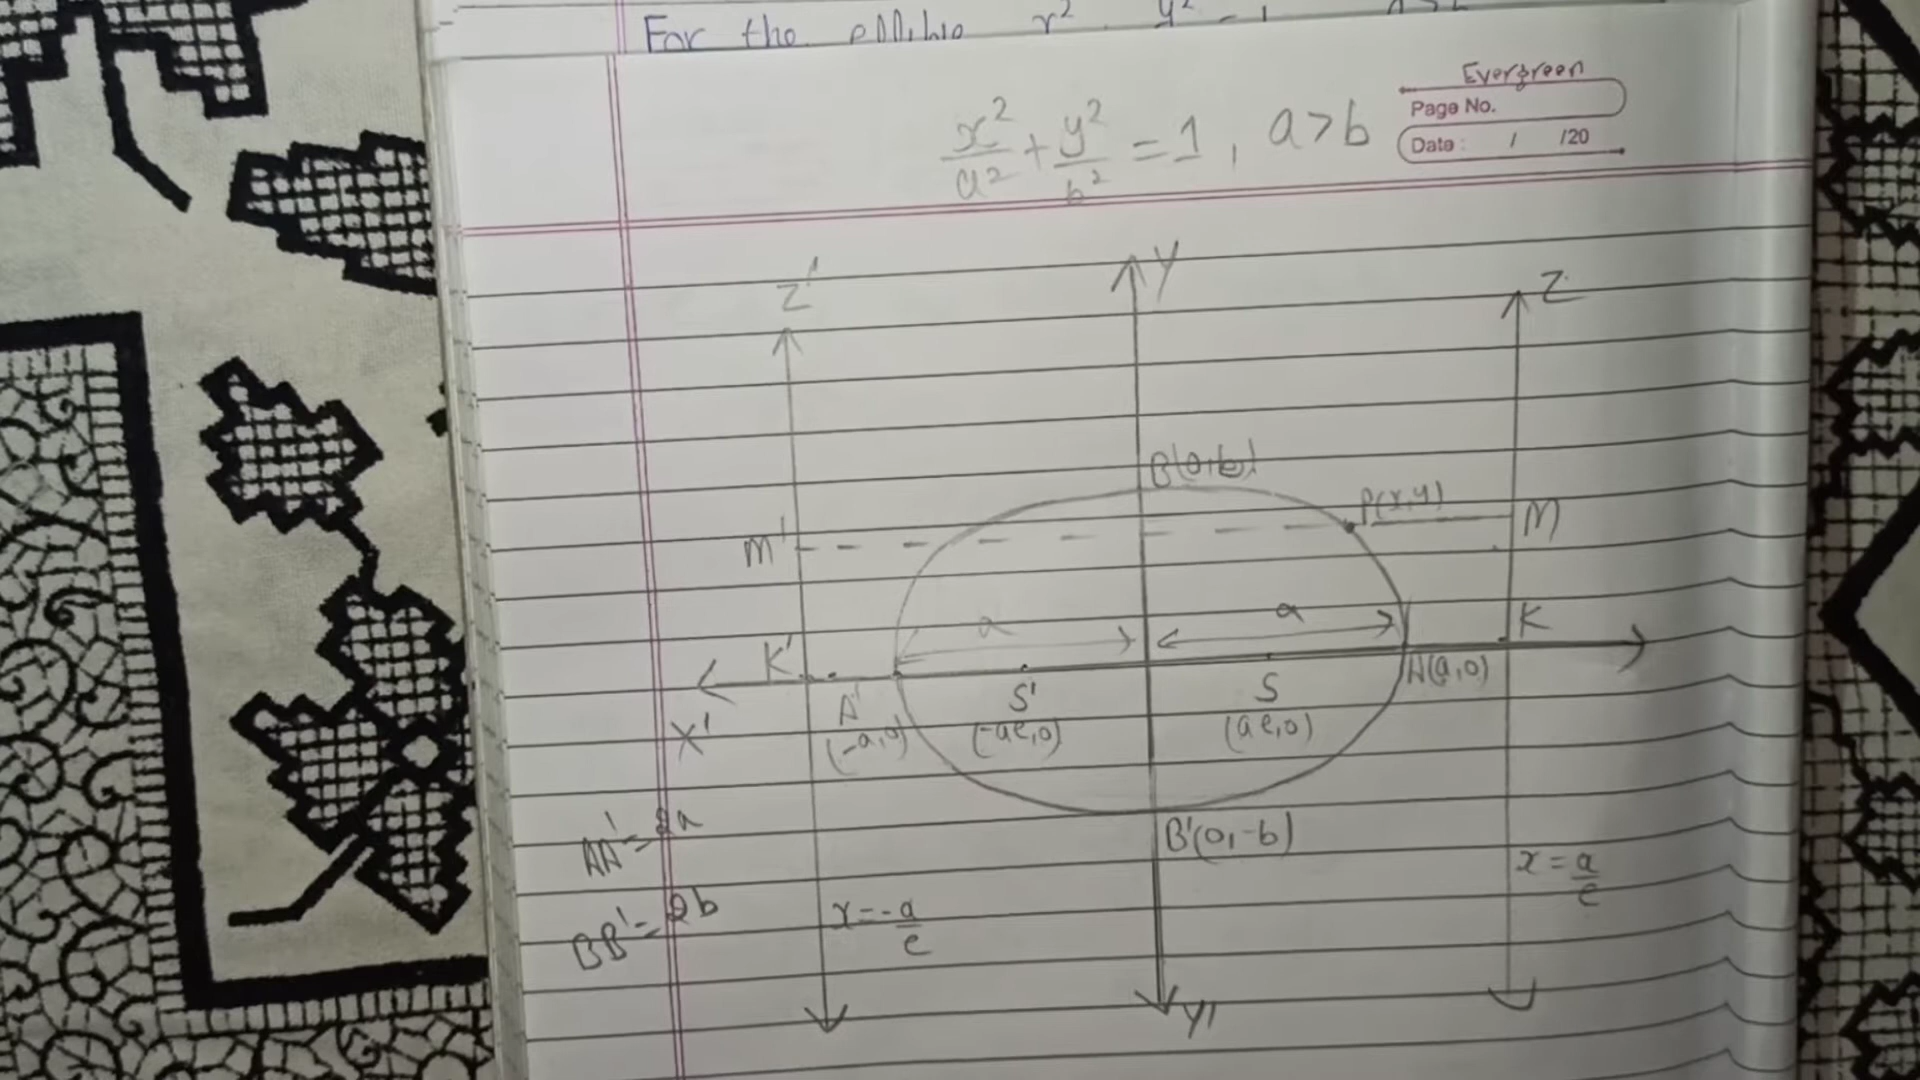 For the
Evergreen
Page No.
Date : / /20
x²/a² + y²/b² = 1, a>b
Y
Z'
Z
B(0,b)
P(x,y)
M'
M
a
a
K'
K
A(a,0)
X'
A'
(-a,0)
S'
(-ae,0)
S
(ae,0)
AA' = 2a
B'(0,-b)
x = a/e
BB' = 2b
x = -a/e
Y'